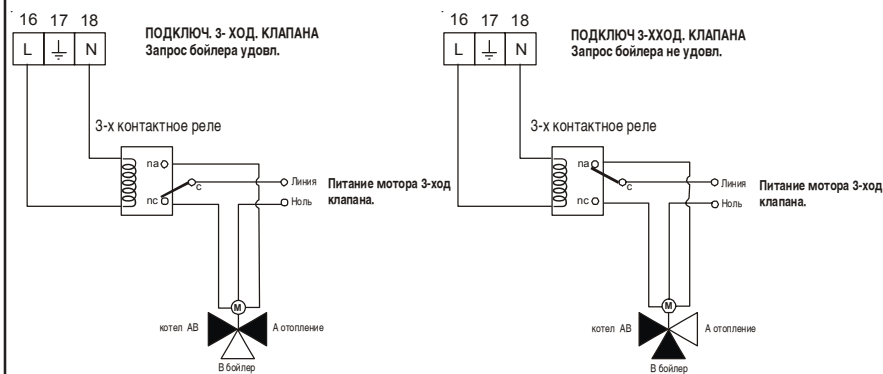 16 17 18
L N
ПОДКЛЮЧ. 3- ХОД. КЛАПАНА
Запрос бойлера удовл.
3-х контактное реле
na
c
nc
Линия
Ноль
Питание мотора 3-ход
клапана.
M
котел АВ
А отопление
В бойлер
16 17 18
L N
ПОДКЛЮЧ 3-ХХОД. КЛАПАНА
Запрос бойлера не удовл.
3-х контактное реле
na
c
nc
Линия
Ноль
Питание мотора 3-ход
клапана.
M
котел АВ
А отопление
В бойлер